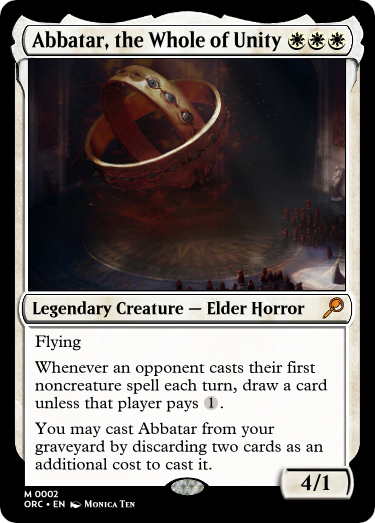 Abbatar, the Whole of Unity
Legendary Creature — Elder Horror
Flying
Whenever an opponent casts their first
noncreature spell each turn, draw a card
unless that player pays 1.
You may cast Abbatar from your
graveyard by discarding two cards as an
additional cost to cast it.
4/1
M 0002
ORC • EN Monica Ten